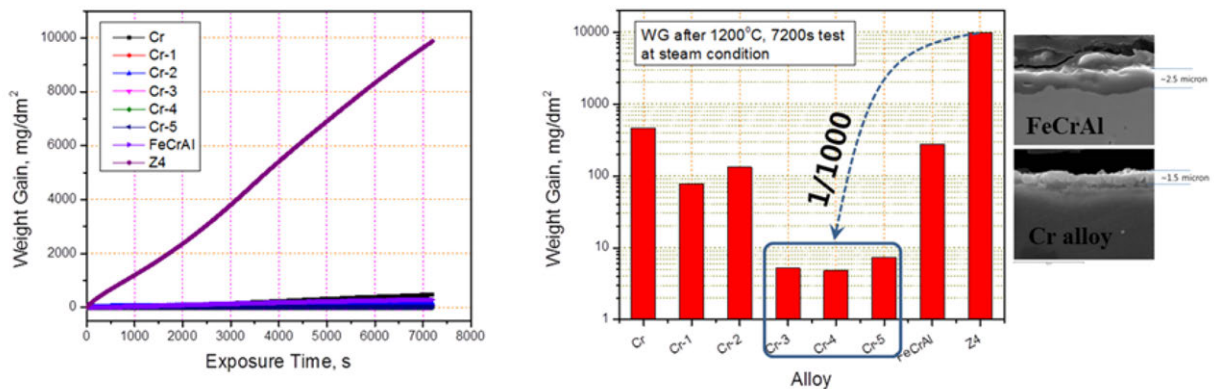 10000
8000
6000
4000
2000
0
Weight Gain, mg/dm²
Cr
Cr-1
Cr-2
Cr-3
Cr-4
Cr-5
FeCrAl
Z4
0 1000 2000 3000 4000 5000 6000 7000 8000
Exposure Time, s
10000
1000
100
10
1
Weight Gain, mg/dm²
WG after 1200°C, 7200s test
at steam condition
1/1000
Cr Cr-1 Cr-2 Cr-3 Cr-4 Cr-5 FeCrAl Z4
Alloy
~2.5 micron
FeCrAl
~1.5 micron
Cr alloy